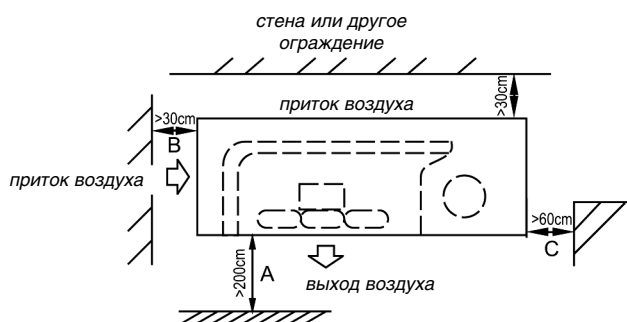 стена или другое
ограждение
>30cm
приток воздуха
>30cm
B
приток воздуха
>60cm
C
>200cm
A
выход воздуха